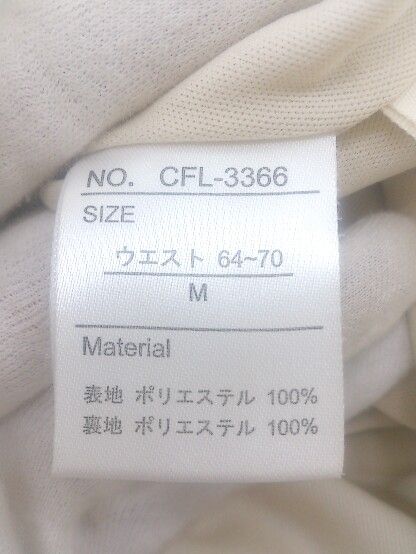 NO. CFL-3366
SIZE
ウエスト 64~70
M
Material
表地 ポリエステル 100%
裏地 ポリエステル 100%